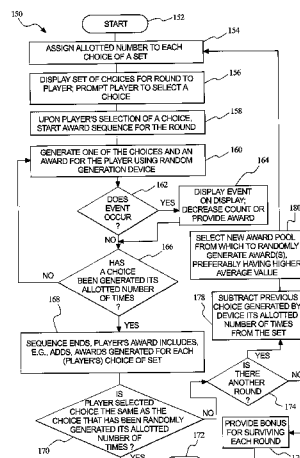 150
START
152
ASSIGN ALLOTTED NUMBER TO EACH
CHOICE OF A SET
154
DISPLAY SET OF CHOICES FOR ROUND TO
PLAYER; PROMPT PLAYER TO SELECT A
CHOICE
156
UPON PLAYER'S SELECTION OF A CHOICE,
START AWARD SEQUENCE FOR THE ROUND
158
GENERATE ONE OF THE CHOICES AND AN
AWARD FOR THE PLAYER USING RANDOM
GENERATION DEVICE
160
162
DOES
EVENT
OCCUR ?
YES
NO
164
DISPLAY EVENT
ON DISPLAY;
DECREASE COUNT OR
PROVIDE AWARD
166
HAS
A CHOICE
BEEN GENERATED ITS
ALLOTTED NUMBER
OF TIMES
?
NO
YES
168
SEQUENCE ENDS, PLAYER'S AWARD INCLUDES,
E.G., ADDS, AWARDS GENERATED FOR EACH
(PLAYER'S) CHOICE OF SET
IS
PLAYER SELECTED
CHOICE THE SAME AS THE
CHOICE THAT HAS BEEN RANDOMLY
GENERATED ITS ALLOTTED
NUMBER OF
TIMES ?
170
NO
YES
172
180
SELECT NEW AWARD POOL
FROM WHICH TO RANDOMLY
GENERATE AWARD(S),
PREFERABLY HAVING HIGHER
AVERAGE VALUE
178
SUBTRACT PREVIOUS
CHOICE GENERATED BY
DEVICE ITS ALLOTTED
NUMBER OF TIMES
FROM THE SET
YES
IS
THERE
ANOTHER
ROUND
?
174
NO
PROVIDE BONUS
FOR SURVIVING
EACH ROUND